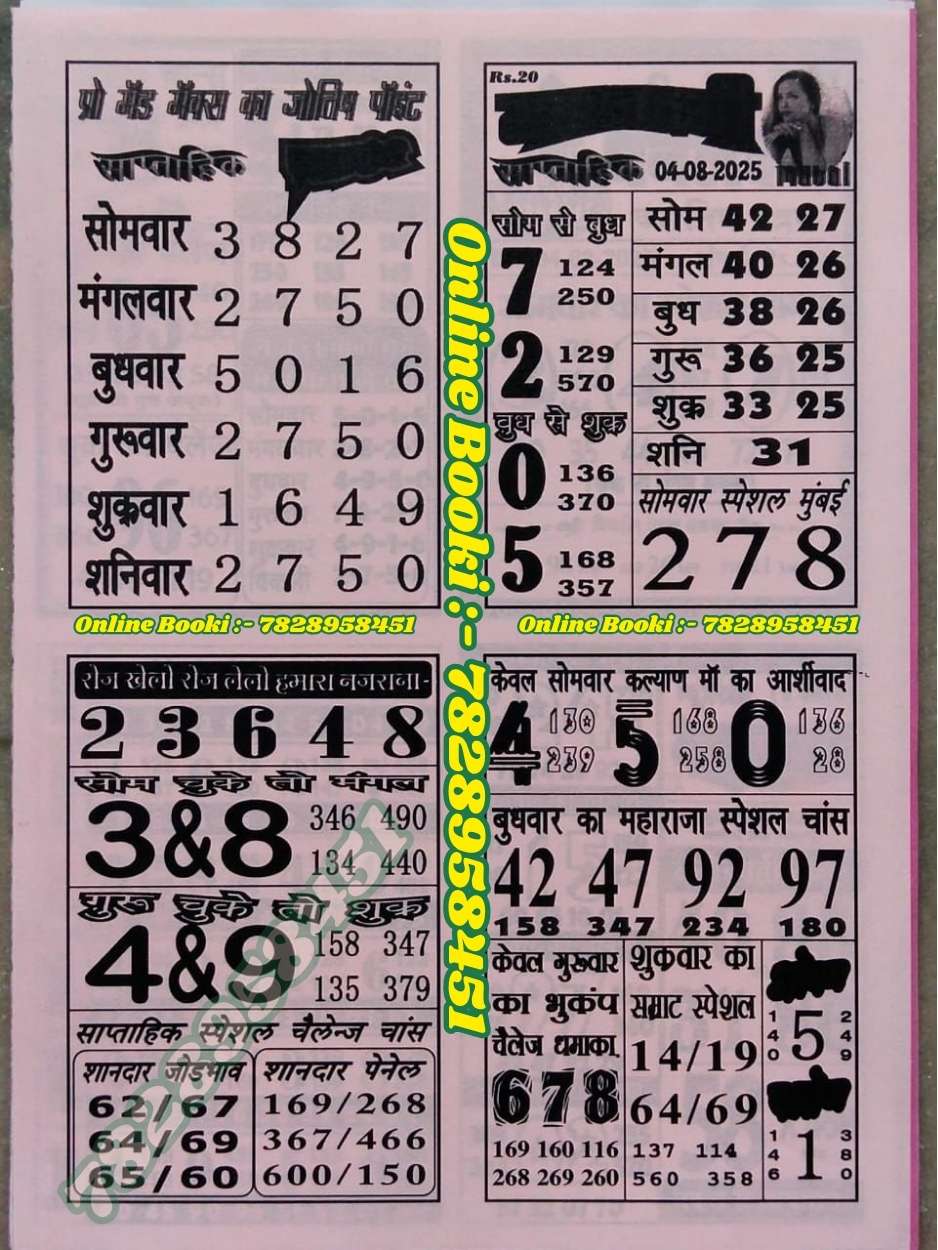 प्रो मॅड मॅक्स का जोतिष पॉइंट
साप्ताहिक
सोमवार 3 8 2 7
मंगलवार 2 7 5 0
बुधवार 5 0 1 6
गुरूवार 2 7 5 0
शुक्रवार 1 6 4 9
शनिवार 2 7 5 0
Rs.20
साप्ताहिक 04-08-2025
सोम से बुध
7 124 250
2 129 570
बुध से शुक्र
0 136 370
5 168 357
सोम 42 27
मंगल 40 26
बुध 38 26
गुरू 36 25
शुक्र 33 25
शनि 31
सोमवार स्पेशल मुंबई
2 7 8
Online Booki :- 7828958451
Online Booki :- 7828958451
Online Booki :- 7828958451
रोज खेलो रोज लेलो हमारा नजराना-
2 3 6 4 8
सोम चुके तो मंगल
3&8 346 490
134 440
गुरू चुके तो शुक्र
4&9 158 347
135 379
साप्ताहिक स्पेशल चैलेन्ज चांस
शानदार जोडभाव
62/67
64/69
65/60
शानदार पेनेल
169/268
367/466
600/150
7828958451
केवल सोमवार कल्याण माँ का आर्शीवाद
4 130 239
5 168 258
0 136 28
बुधवार का महाराजा स्पेशल चांस
42 47 92 97
158 347 234 180
केवल गुरूवार
का भुकंप
चैलेज धमाका
678
169 160 116
268 269 260
शुक्रवार का
सम्राट स्पेशल
14/19
64/69
137 114
560 358
140 5 249
146 1 380